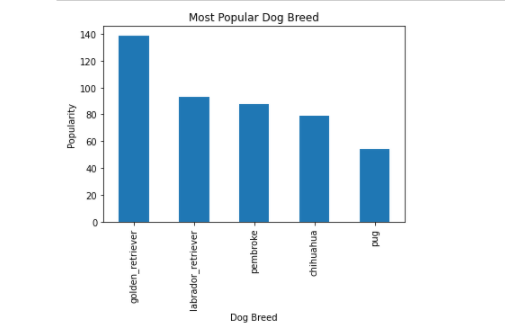 Most Popular Dog Breed
Popularity
140
120
100
80
60
40
20
0
golden_retriever
labrador_retriever
pembroke
chihuahua
pug
Dog Breed